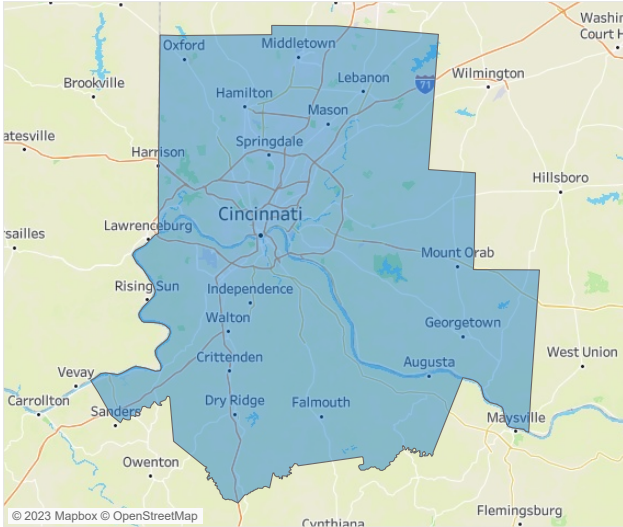 Washin
Court H
Oxford
Middletown
Brookville
Lebanon
Wilmington
71
Hamilton
Mason
atesville
Springdale
Harrison
Hillsboro
Cincinnati
Lawrenceburg
rsailles
Mount Orab
Rising Sun
Independence
Walton
Georgetown
Crittenden
West Union
Augusta
Vevay
Carrollton
Dry Ridge
Falmouth
Sanders
Maysville
Owenton
Flemingsburg
Cynthiana
© 2023 Mapbox © OpenStreetMap